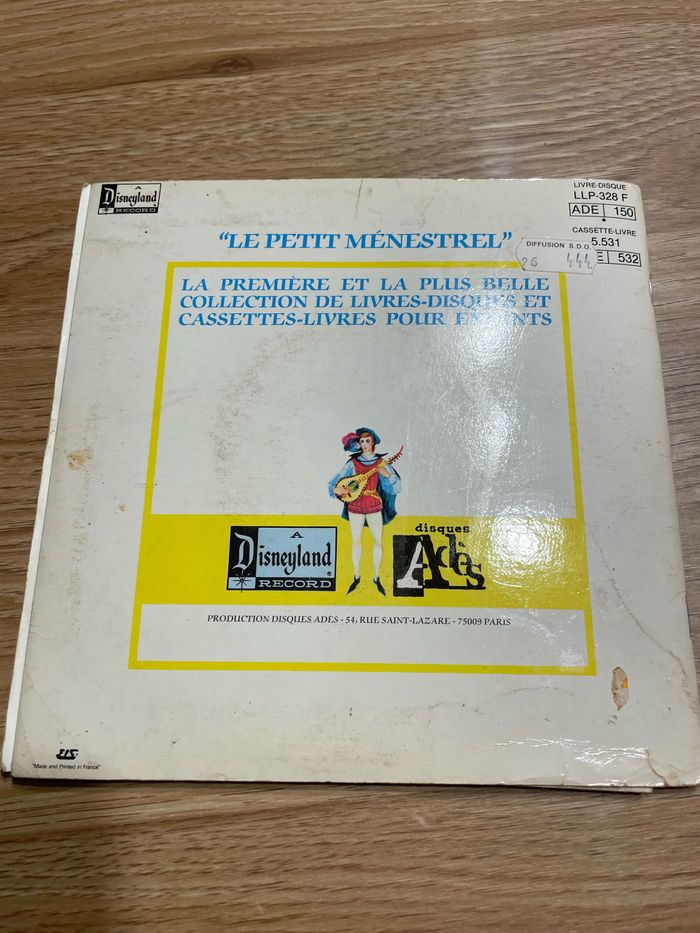 A
Disneyland
RECORD
LIVRE-DISQUE
LLP-328 F
ADE 150
CASSETTE-LIVRE
5.531
E 532
DIFFUSION S.D.O.
26 444
"LE PETIT MÉNESTREL"
LA PREMIÈRE ET LA PLUS BELLE
COLLECTION DE LIVRES-DISQUES ET
CASSETTES-LIVRES POUR ENFANTS
A
Disneyland
RECORD
disques
Adès
PRODUCTION DISQUES ADÈS - 54, RUE SAINT-LAZARE - 75009 PARIS
"Made and Printed in France"